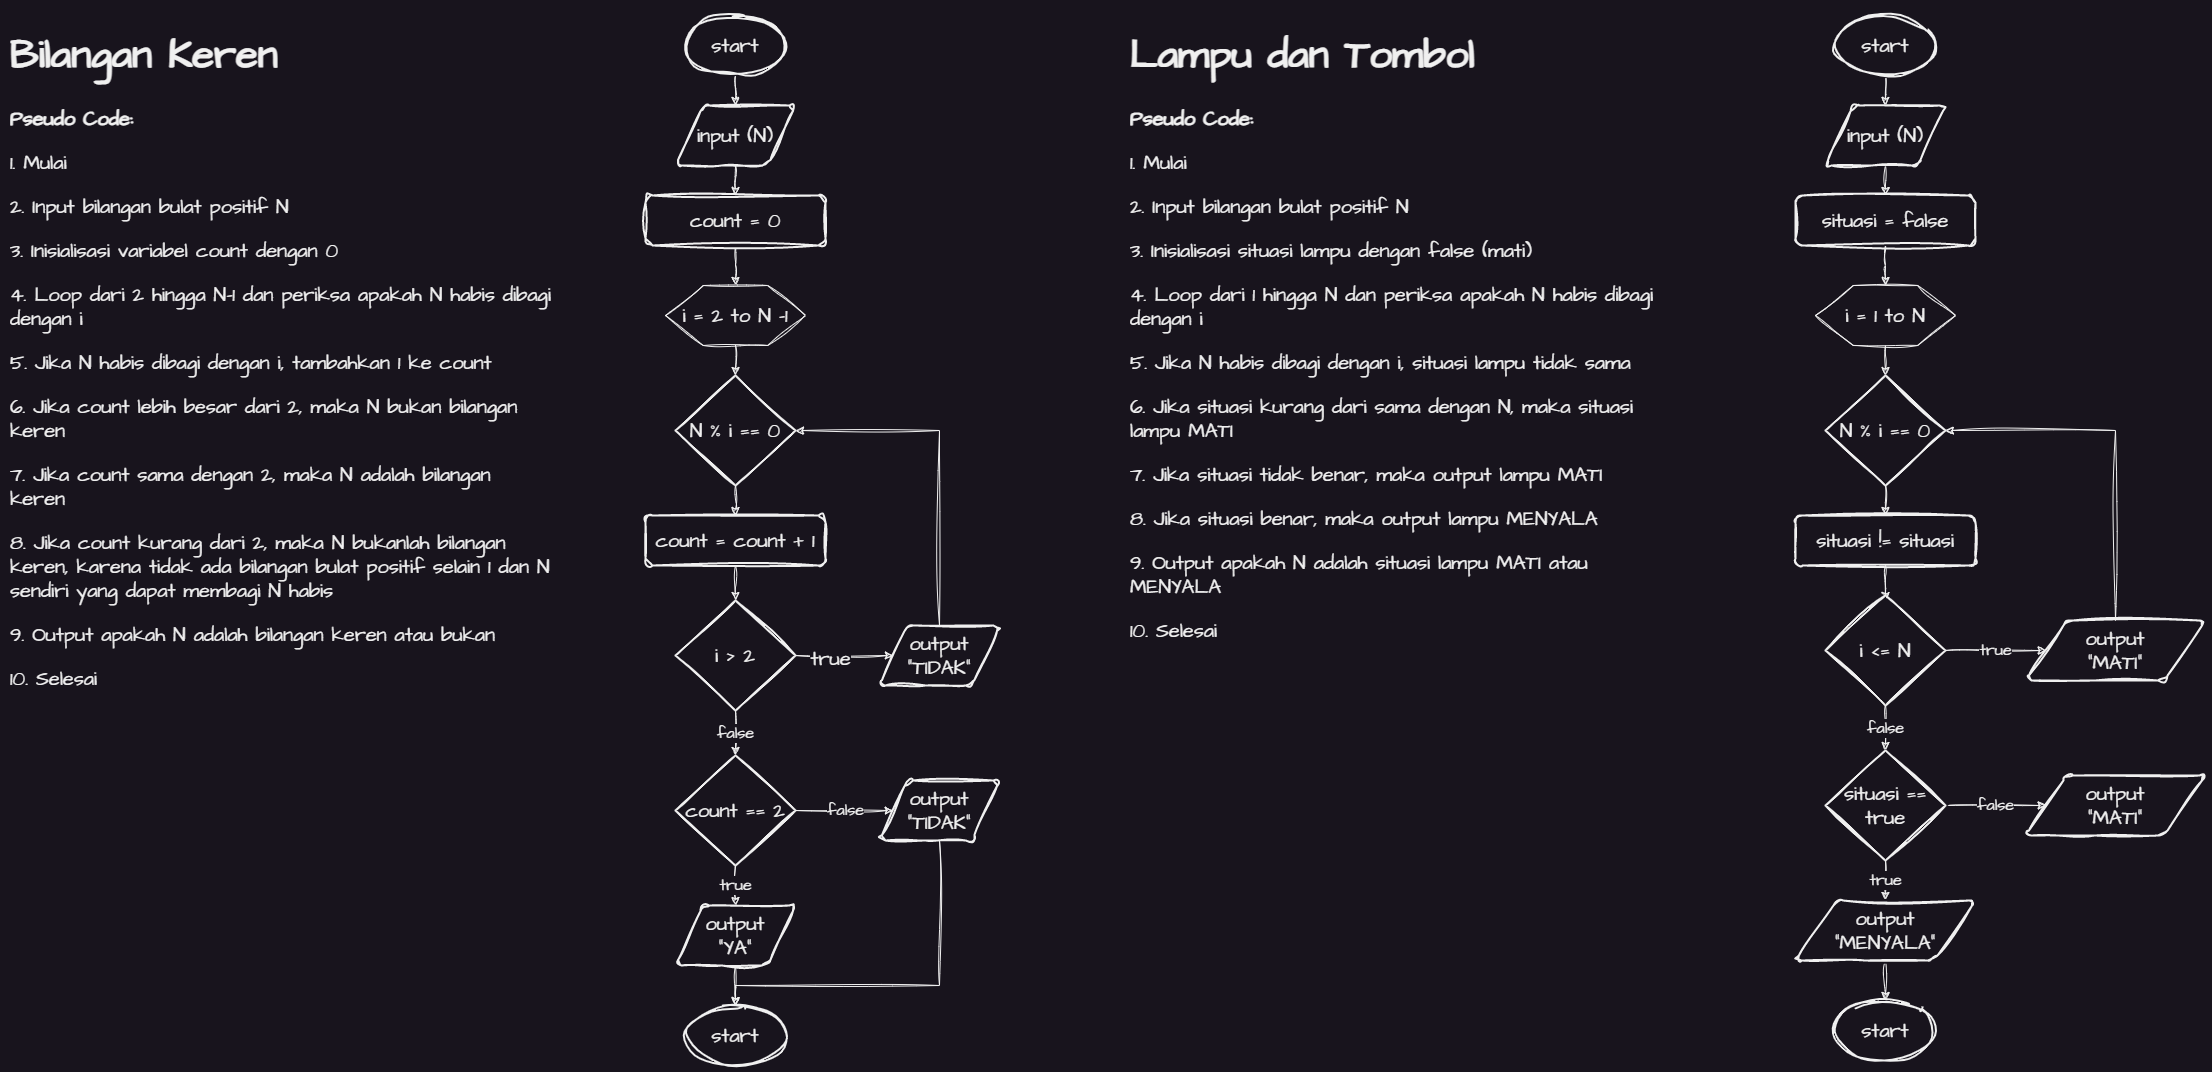 Bilangan Keren
Pseudo Code:
1. Mulai
2. Input bilangan bulat positif N
3. Inisialisasi variabel count dengan 0
4. Loop dari 2 hingga N-1 dan periksa apakah N habis dibagi
dengan i
5. Jika N habis dibagi dengan i, tambahkan 1 ke count
6. Jika count lebih besar dari 2, maka N bukan bilangan
keren
7. Jika count sama dengan 2, maka N adalah bilangan
keren
8. Jika count kurang dari 2, maka N bukanlah bilangan
keren, karena tidak ada bilangan bulat positif selain 1 dan N
sendiri yang dapat membagi N habis
9. Output apakah N adalah bilangan keren atau bukan
10. Selesai
start
input (N)
count = 0
i = 2 to N -1
N % i == 0
count = count + 1
i > 2
true
output
"TIDAK"
false
count == 2
false
output
"TIDAK"
true
output
"YA"
start
Lampu dan Tombol
Pseudo Code:
1. Mulai
2. Input bilangan bulat positif N
3. Inisialisasi situasi lampu dengan false (mati)
4. Loop dari 1 hingga N dan periksa apakah N habis dibagi
dengan i
5. Jika N habis dibagi dengan i, situasi lampu tidak sama
6. Jika situasi kurang dari sama dengan N, maka situasi
lampu MATI
7. Jika situasi tidak benar, maka output lampu MATI
8. Jika situasi benar, maka output lampu MENYALA
9. Output apakah N adalah situasi lampu MATI atau
MENYALA
10. Selesai
start
input (N)
situasi = false
i = 1 to N
N % i == 0
situasi != situasi
i <= N
true
output
"MATI"
false
situasi ==
true
false
output
"MATI"
true
output
"MENYALA"
start